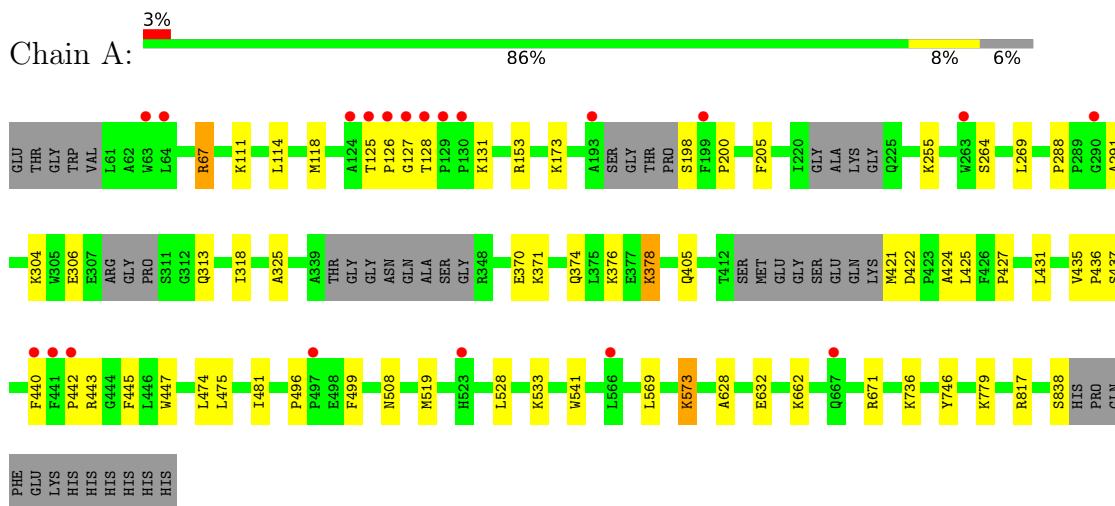 3%
Chain A:
86% 8% 6%
GLU THR GLY TRP VAL L61 A62 W63 L64 R67 K111 L114 M118 A124 T125 P126 G127 T128 P129 P130 K131 R153 K173 A193 SER GLY THR PRO S198 F199 P200 F205 I220 GLY ALA LYS GLY Q225 K255 W263 S264 L269 P288 P289 G290 A291
K304 W305 E306 E307 ARG GLY PRO S311 G312 Q313 I318 A325 A339 THR GLY GLY ASN GLN ALA SER GLY R348 E370 K371 Q374 L375 K376 E377 K378 Q405 T412 SER MET GLU GLY SER GLU GLN LYS M421 D422 P423 A424 L425 F426 P427 L431 V435 P436 S437
F440 F441 P442 R443 G444 F445 L446 W447 L474 L475 I481 P496 P497 E498 F499 N508 M519 H523 L528 K533 W541 L566 L569 K573 A628 E632 K662 Q667 R671 K736 Y746 K779 R817 S838 HIS PRO GLN
PHE GLU LYS HIS HIS HIS HIS HIS HIS